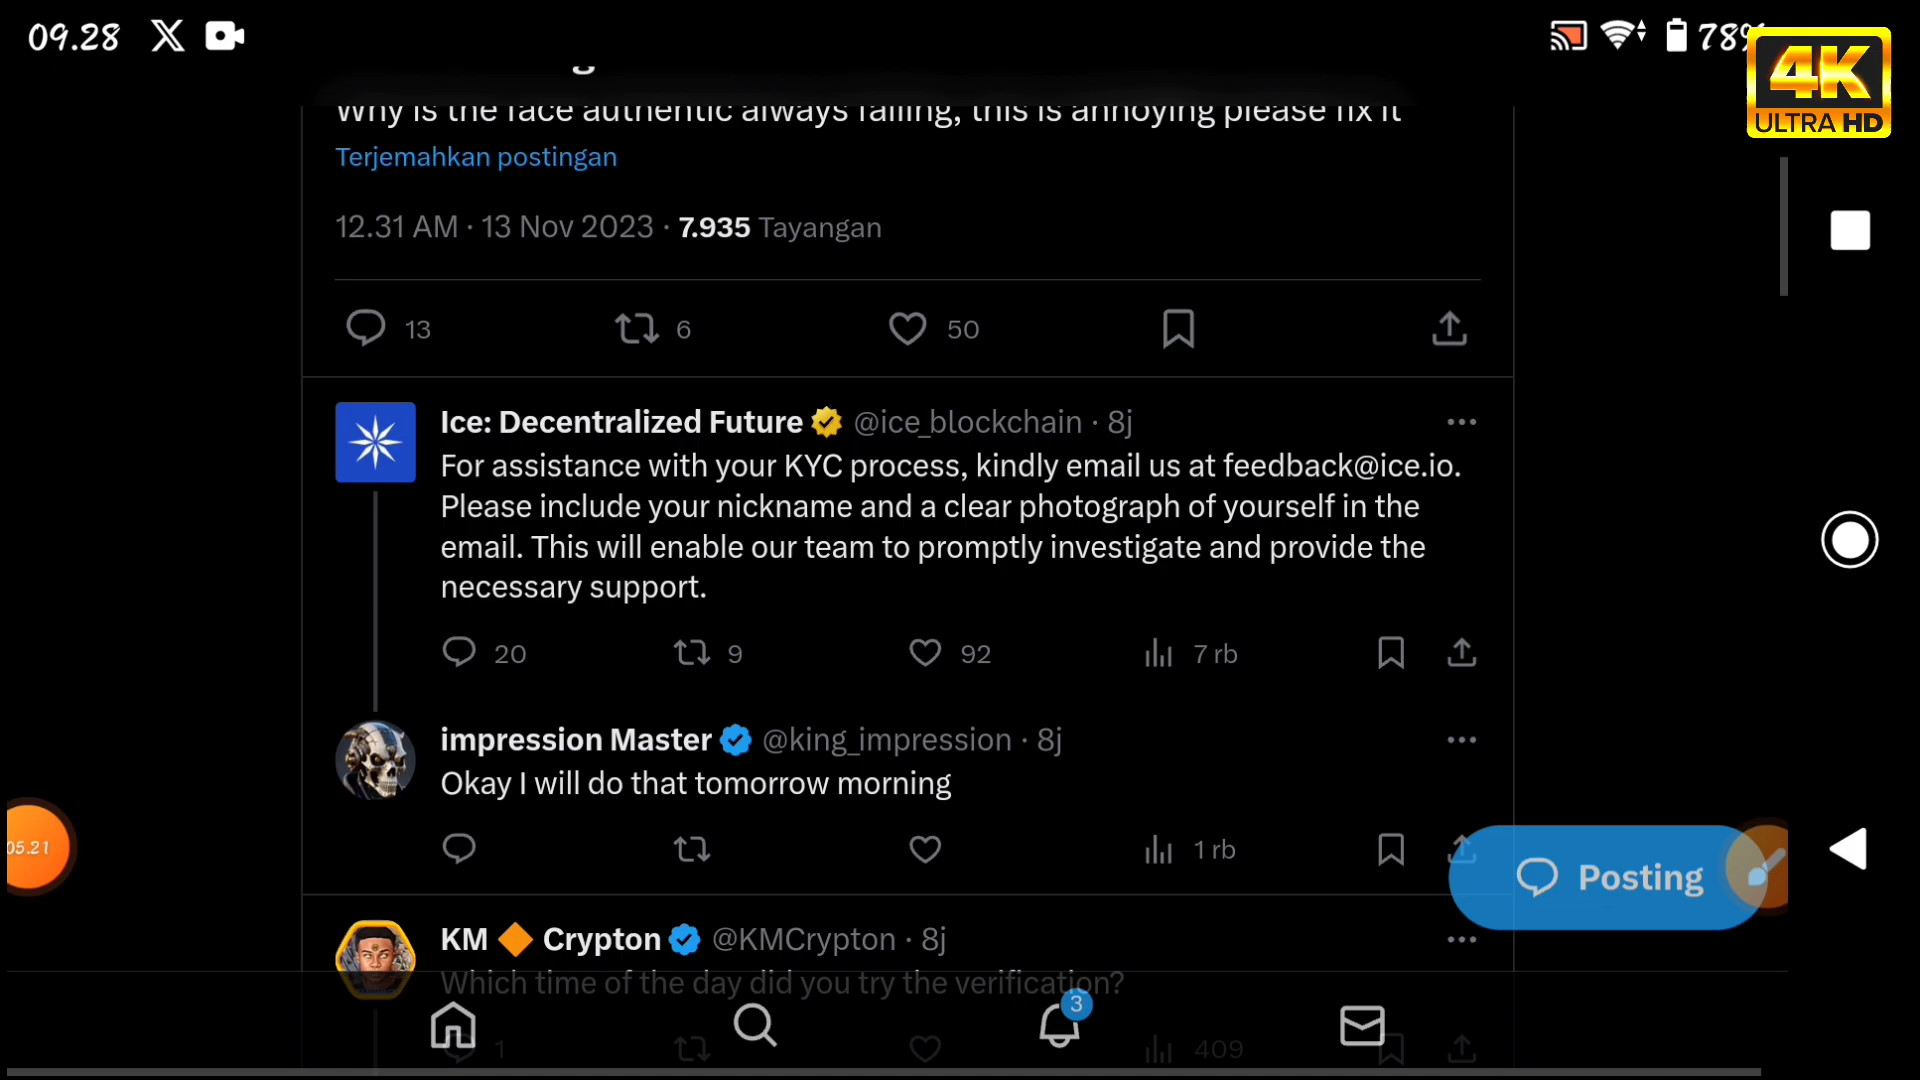 09.28
78%
4K
ULTRA HD
Why is the face authentic always failing, this is annoying please fix it
Terjemahkan postingan
12.31 AM · 13 Nov 2023 · 7.935 Tayangan
13 6 50
Ice: Decentralized Future @ice_blockchain · 8j
For assistance with your KYC process, kindly email us at feedback@ice.io.
Please include your nickname and a clear photograph of yourself in the
email. This will enable our team to promptly investigate and provide the
necessary support.
20 9 92 7 rb
impression Master @king_impression · 8j
Okay I will do that tomorrow morning
1 rb
05.21
Posting
KM Crypton @KMCrypton · 8j
Which time of the day did you try the verification?
3
1 409